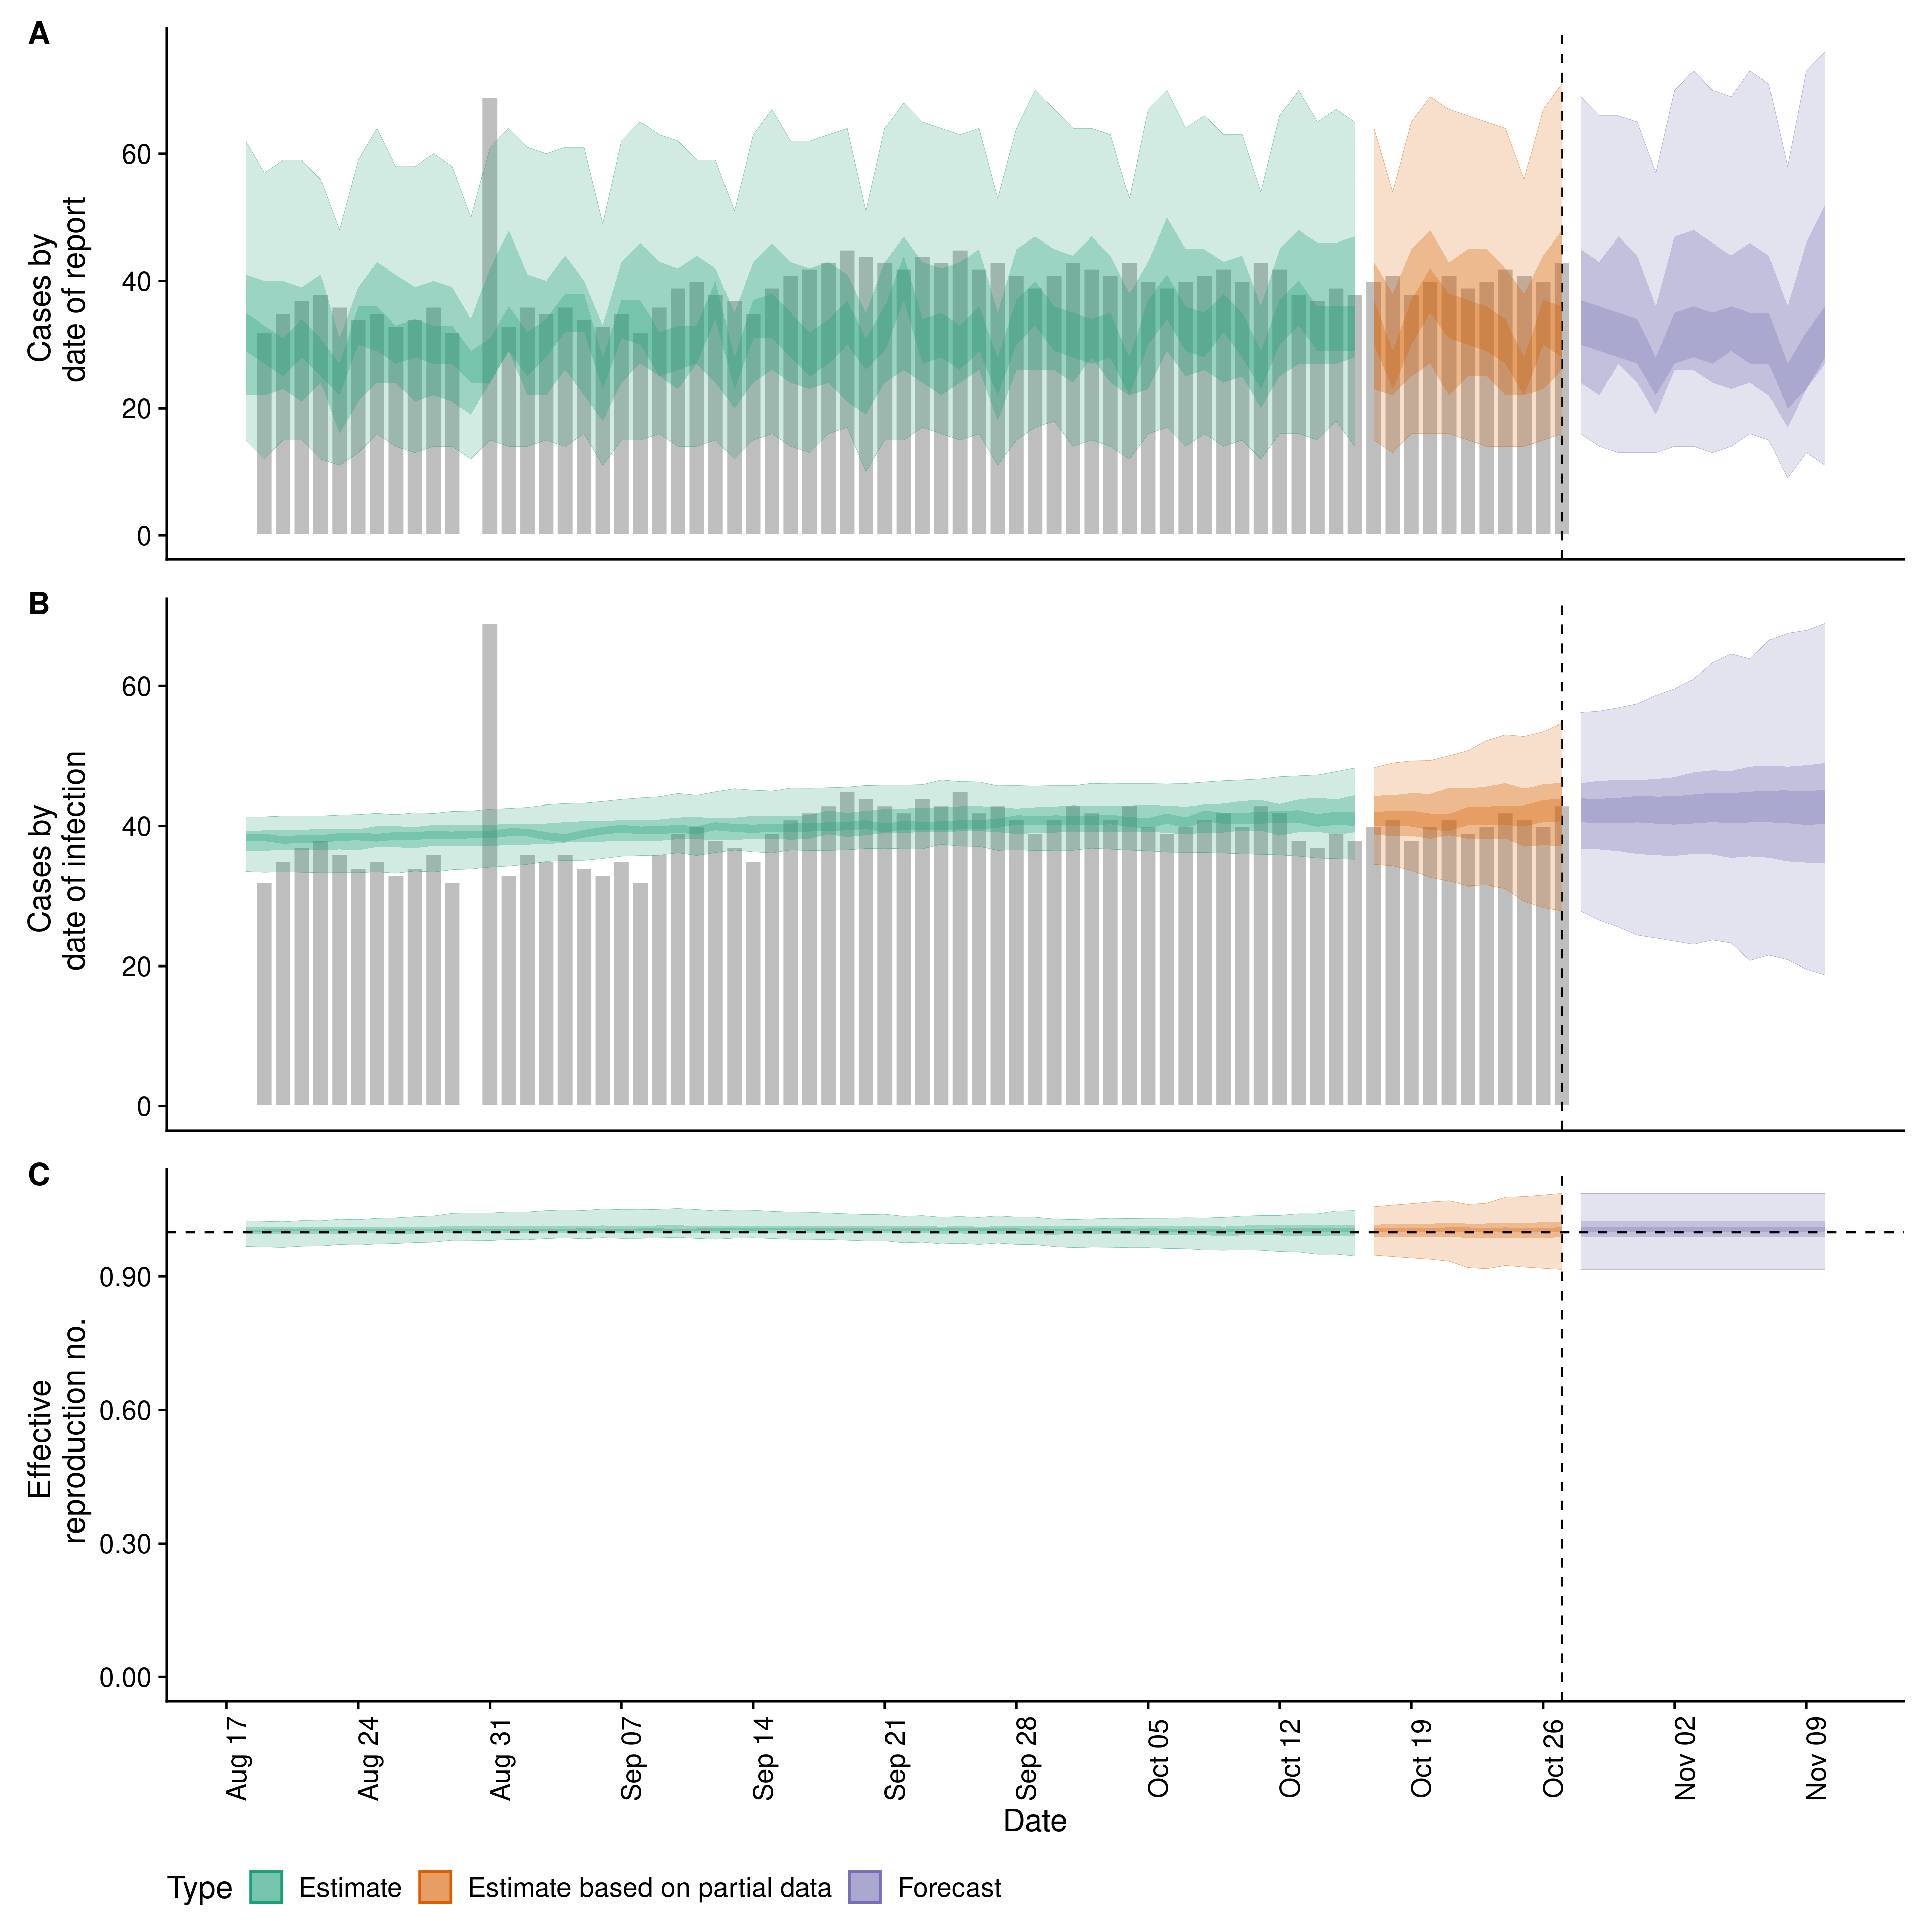 A
Cases by
date of report
60
40
20
0
B
Cases by
date of infection
60
40
20
0
C
Effective
reproduction no.
0.90
0.60
0.30
0.00
Aug 17
Aug 24
Aug 31
Sep 07
Sep 14
Sep 21
Sep 28
Oct 05
Oct 12
Oct 19
Oct 26
Nov 02
Nov 09
Date
Type Estimate Estimate based on partial data Forecast